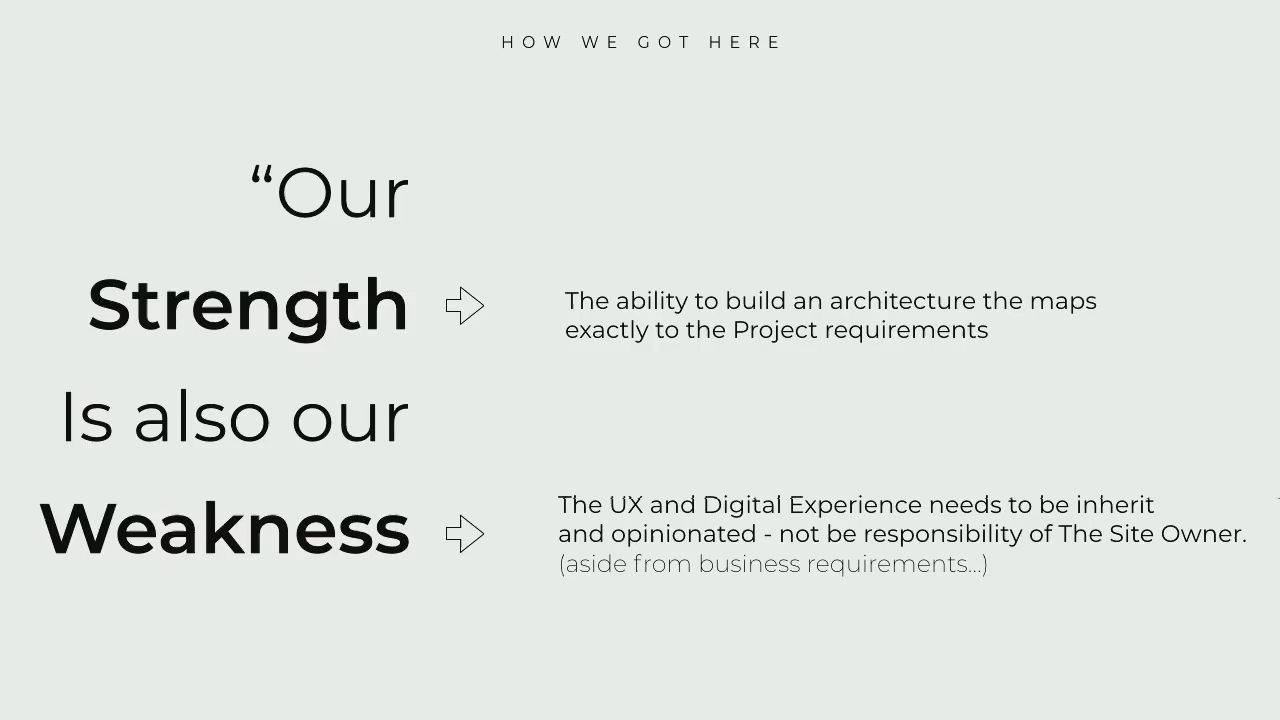 HOW WE GOT HERE
“Our
Strength
The ability to build an architecture the maps
exactly to the Project requirements
Is also our
Weakness
The UX and Digital Experience needs to be inherit
and opinionated - not be responsibility of The Site Owner.
(aside from business requirements...)